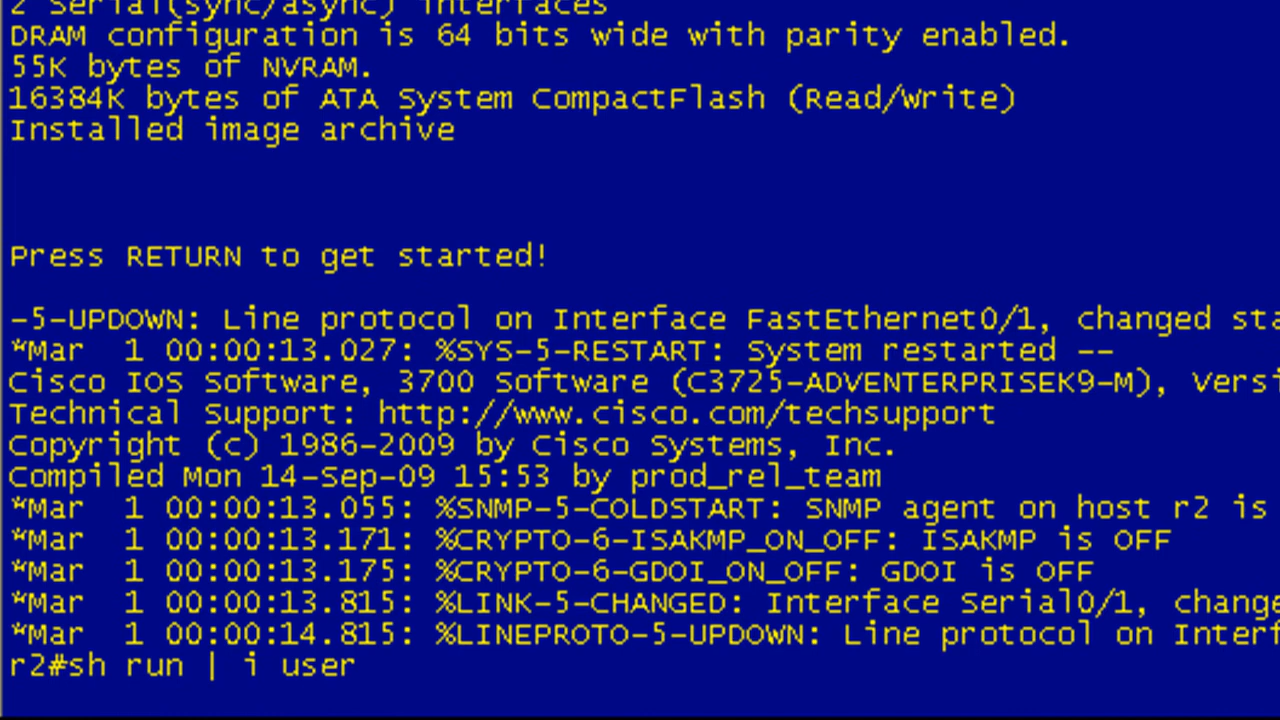 2 Serial(sync/async) interfaces
DRAM configuration is 64 bits wide with parity enabled.
55K bytes of NVRAM.
16384K bytes of ATA System CompactFlash (Read/Write)
Installed image archive
Press RETURN to get started!
-5-UPDOWN: Line protocol on Interface FastEthernet0/1, changed sta
*Mar  1 00:00:13.027: %SYS-5-RESTART: System restarted --
Cisco IOS Software, 3700 Software (C3725-ADVENTERPRISEK9-M), Versi
Technical Support: http://www.cisco.com/techsupport
Copyright (c) 1986-2009 by Cisco Systems, Inc.
Compiled Mon 14-Sep-09 15:53 by prod_rel_team
*Mar  1 00:00:13.055: %SNMP-5-COLDSTART: SNMP agent on host r2 is
*Mar  1 00:00:13.171: %CRYPTO-6-ISAKMP_ON_OFF: ISAKMP is OFF
*Mar  1 00:00:13.175: %CRYPTO-6-GDOI_ON_OFF: GDOI is OFF
*Mar  1 00:00:13.815: %LINK-5-CHANGED: Interface Serial0/1, change
*Mar  1 00:00:14.815: %LINEPROTO-5-UPDOWN: Line protocol on Interf
r2#sh run | i user